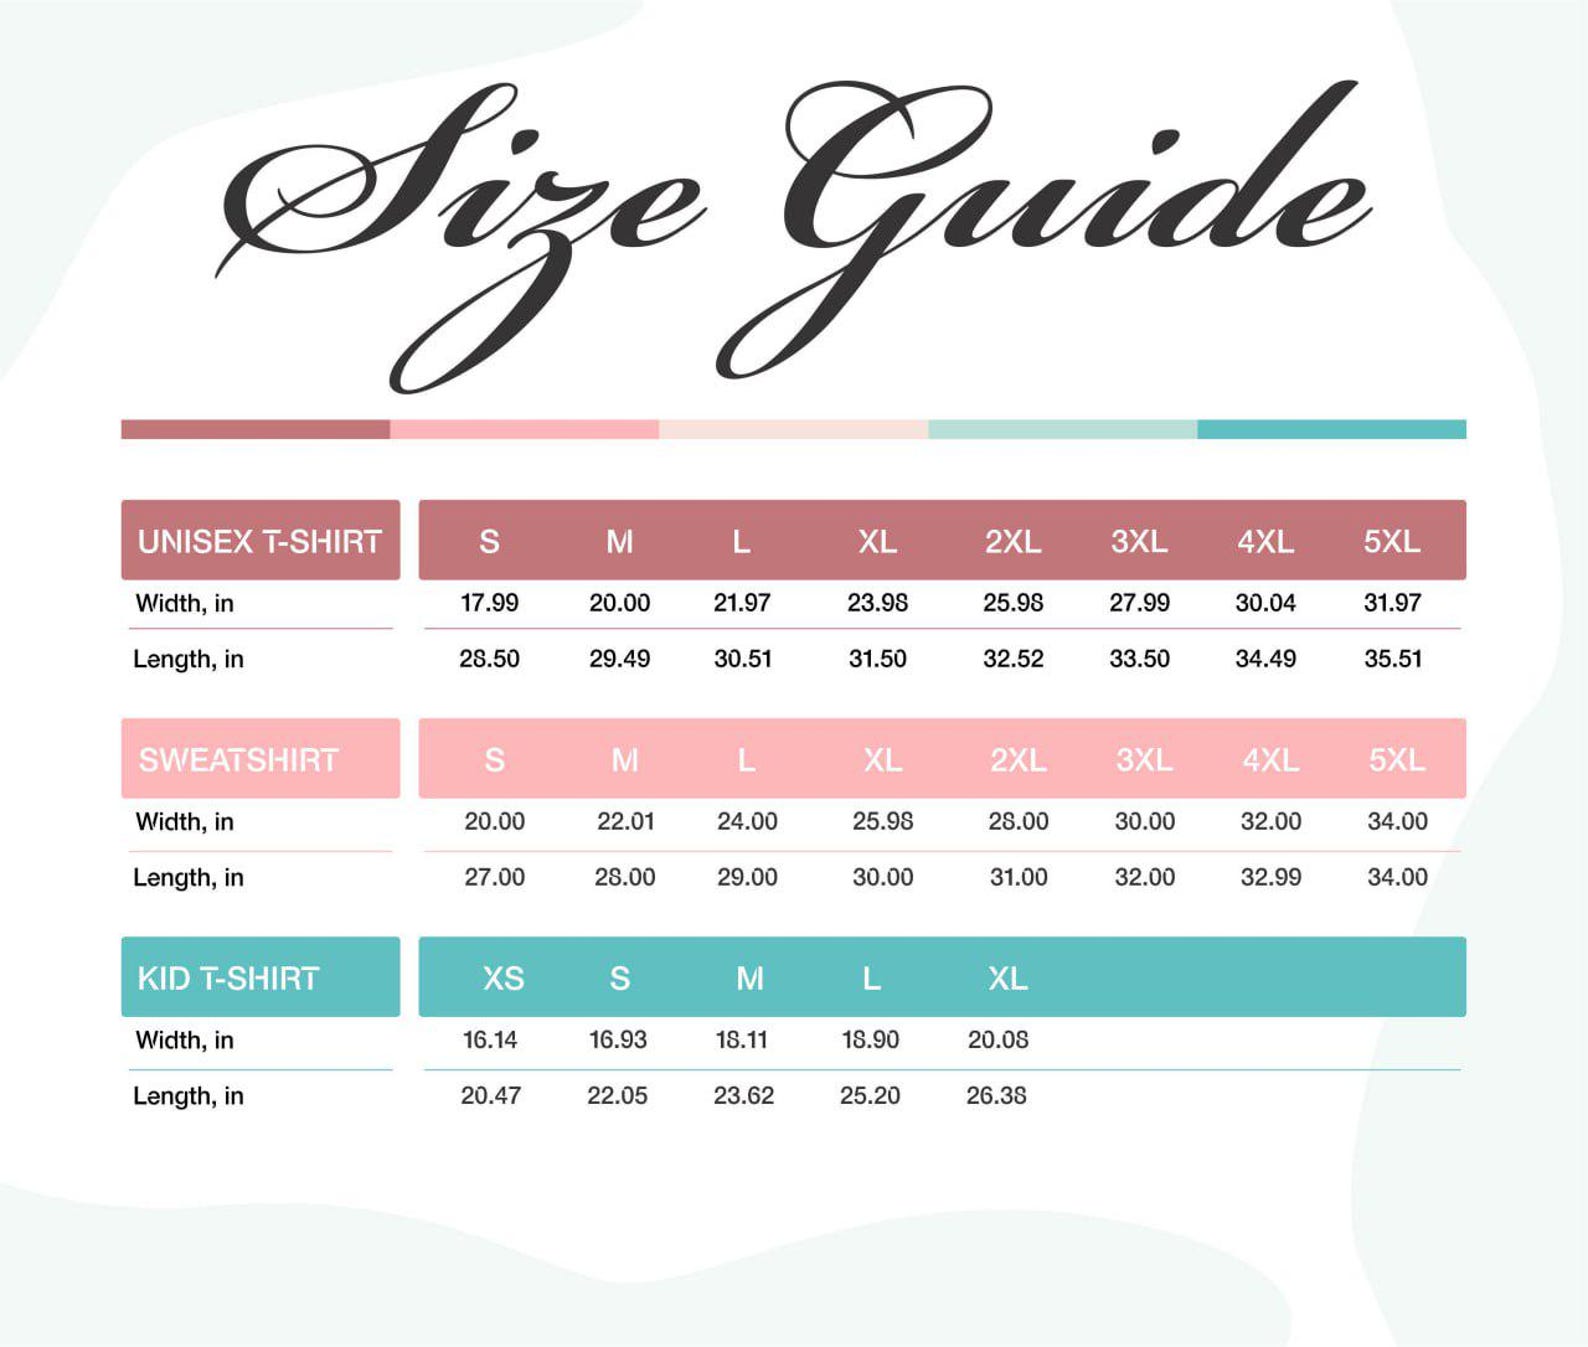 Size Guide
UNISEX T-SHIRT S M L XL 2XL 3XL 4XL 5XL
Width, in 17.99 20.00 21.97 23.98 25.98 27.99 30.04 31.97
Length, in 28.50 29.49 30.51 31.50 32.52 33.50 34.49 35.51
SWEATSHIRT S M L XL 2XL 3XL 4XL 5XL
Width, in 20.00 22.01 24.00 25.98 28.00 30.00 32.00 34.00
Length, in 27.00 28.00 29.00 30.00 31.00 32.00 32.99 34.00
KID T-SHIRT XS S M L XL
Width, in 16.14 16.93 18.11 18.90 20.08
Length, in 20.47 22.05 23.62 25.20 26.38